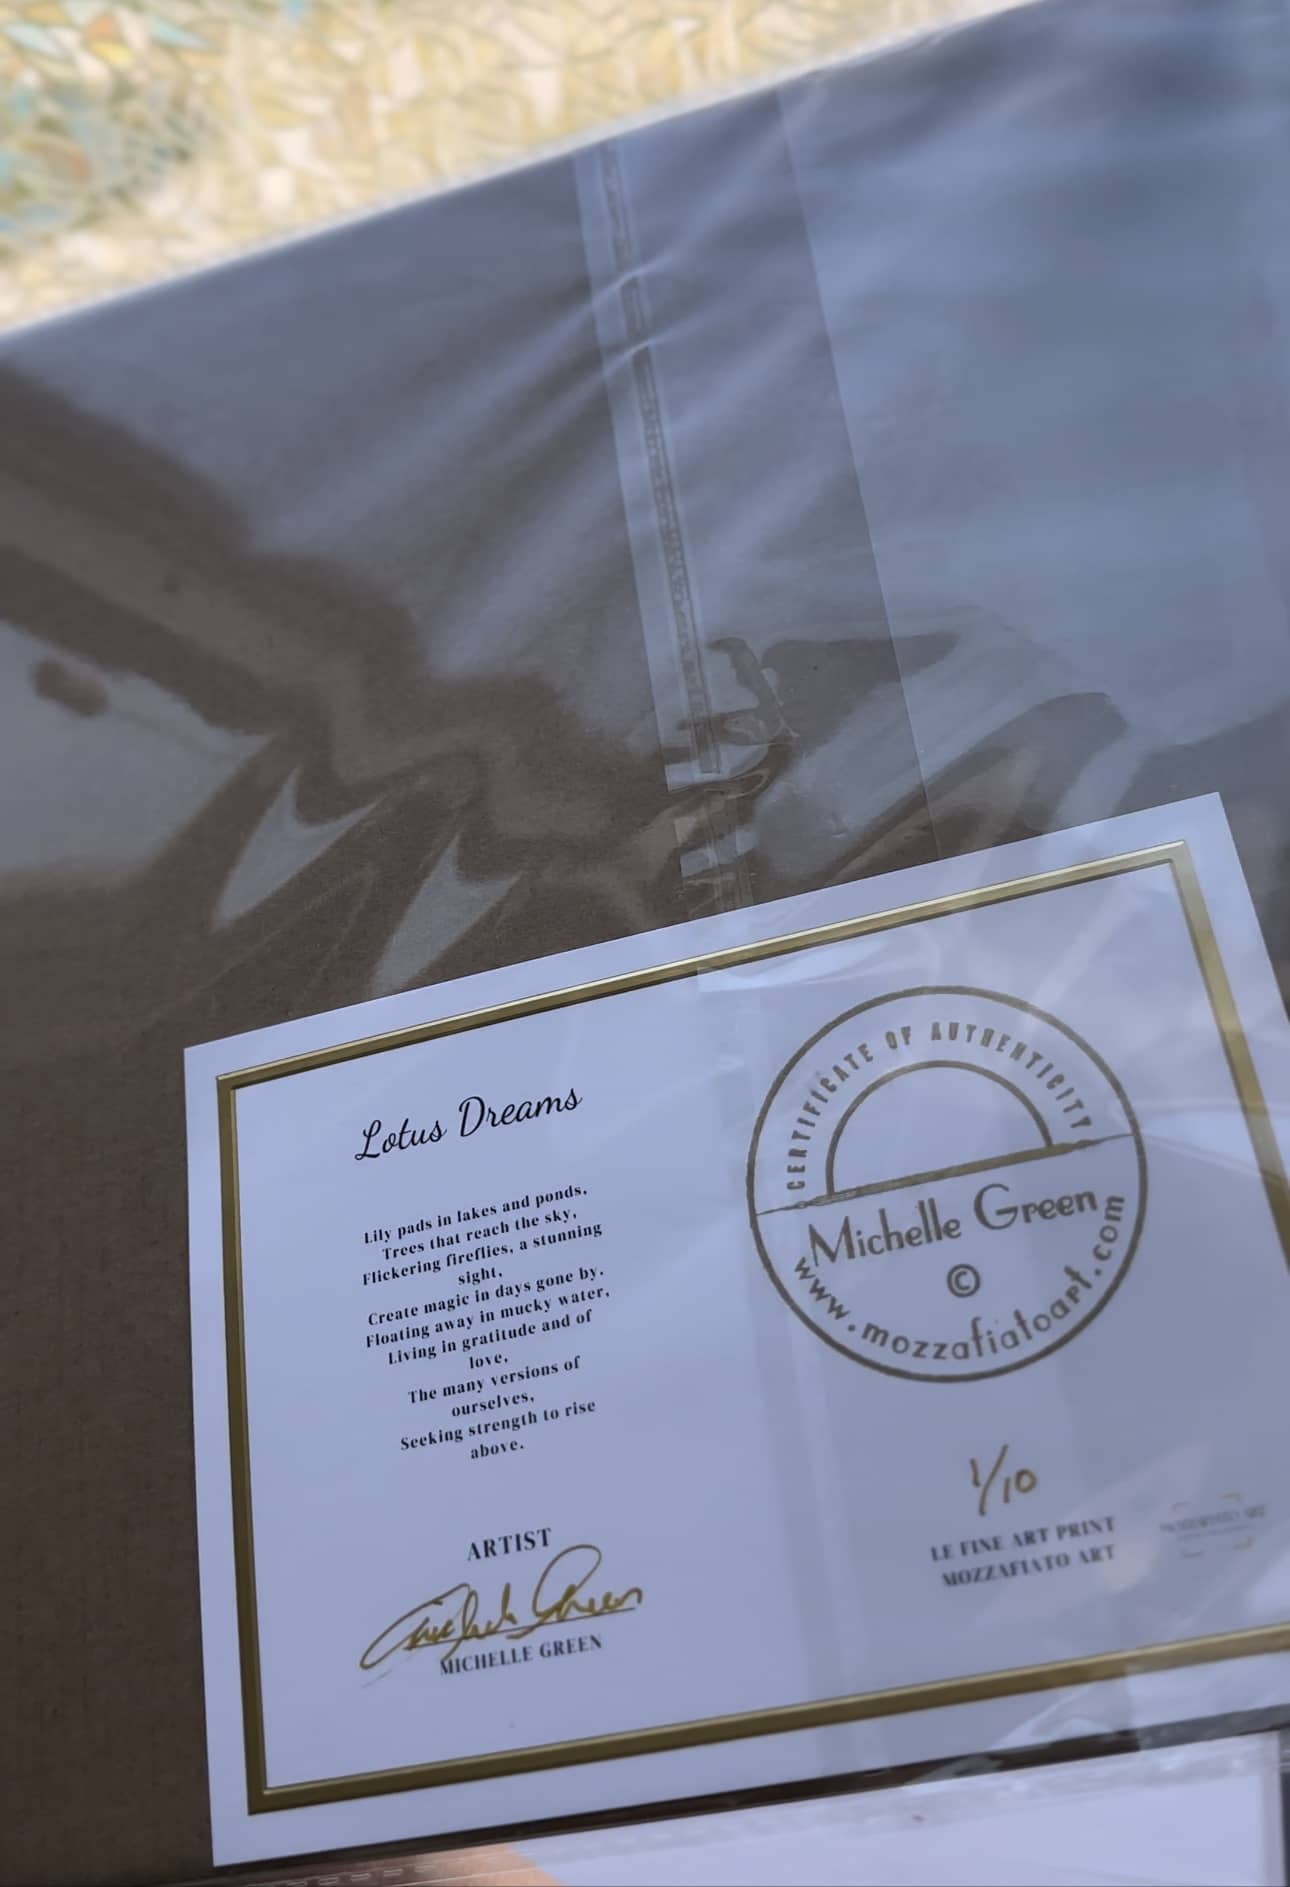 Lotus Dreams
Lily pads in lakes and ponds,
Trees that reach the sky,
Flickering fireflies, a stunning
sight,
Create magic in days gone by.
Floating away in mucky water,
Living in gratitude and of
love,
The many versions of
ourselves,
Seeking strength to rise
above.
ARTIST
Michele Green
MICHELLE GREEN
CERTIFICATE OF AUTHENTICITY
Michelle Green
©
www.mozzafiatoart.com
1/10
LE FINE ART PRINT
MOZZAFIATO ART